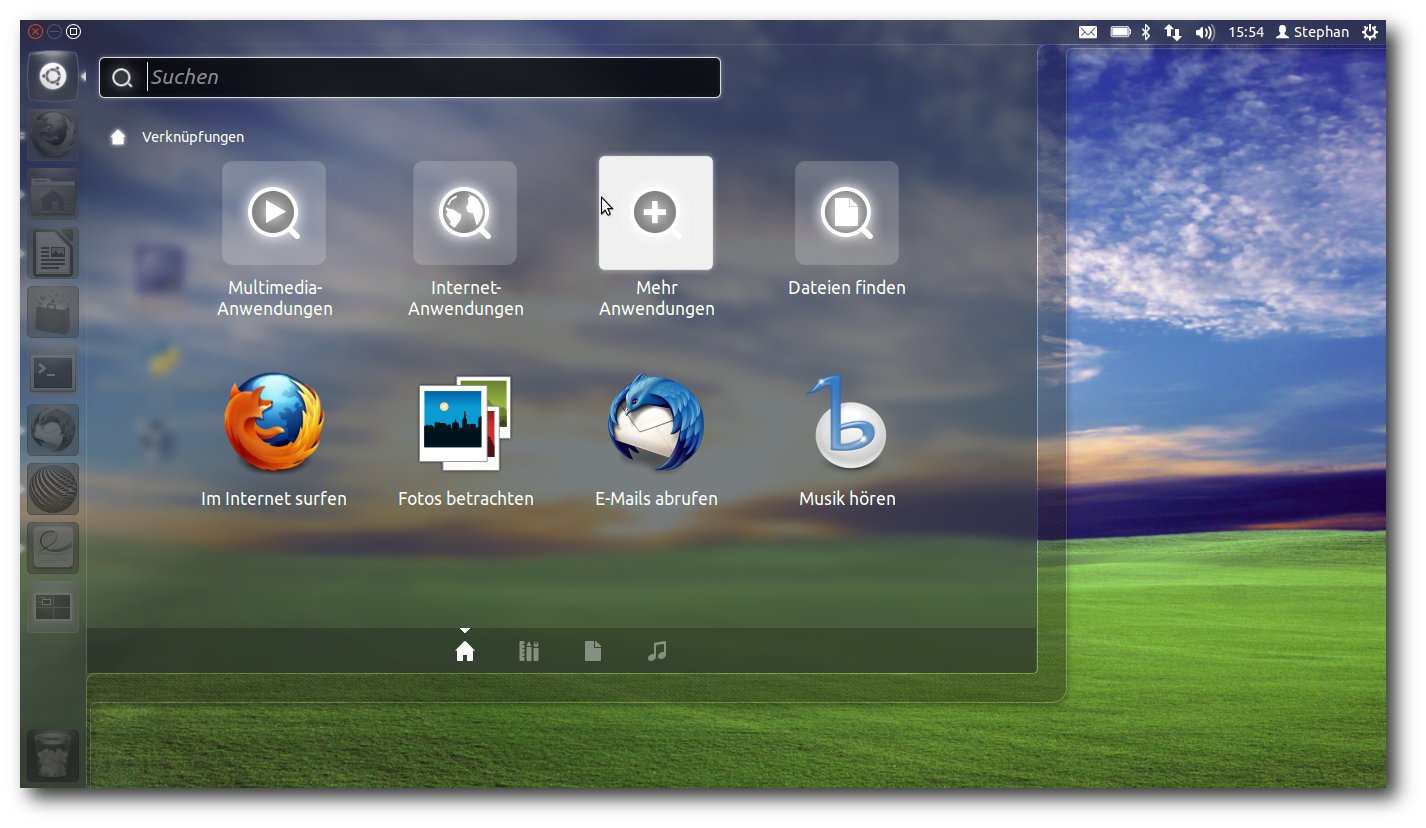 15:54 Stephan
Suchen
Verknüpfungen
Multimedia-
Anwendungen
Internet-
Anwendungen
Mehr
Anwendungen
Dateien finden
Im Internet surfen
Fotos betrachten
E-Mails abrufen
Musik hören